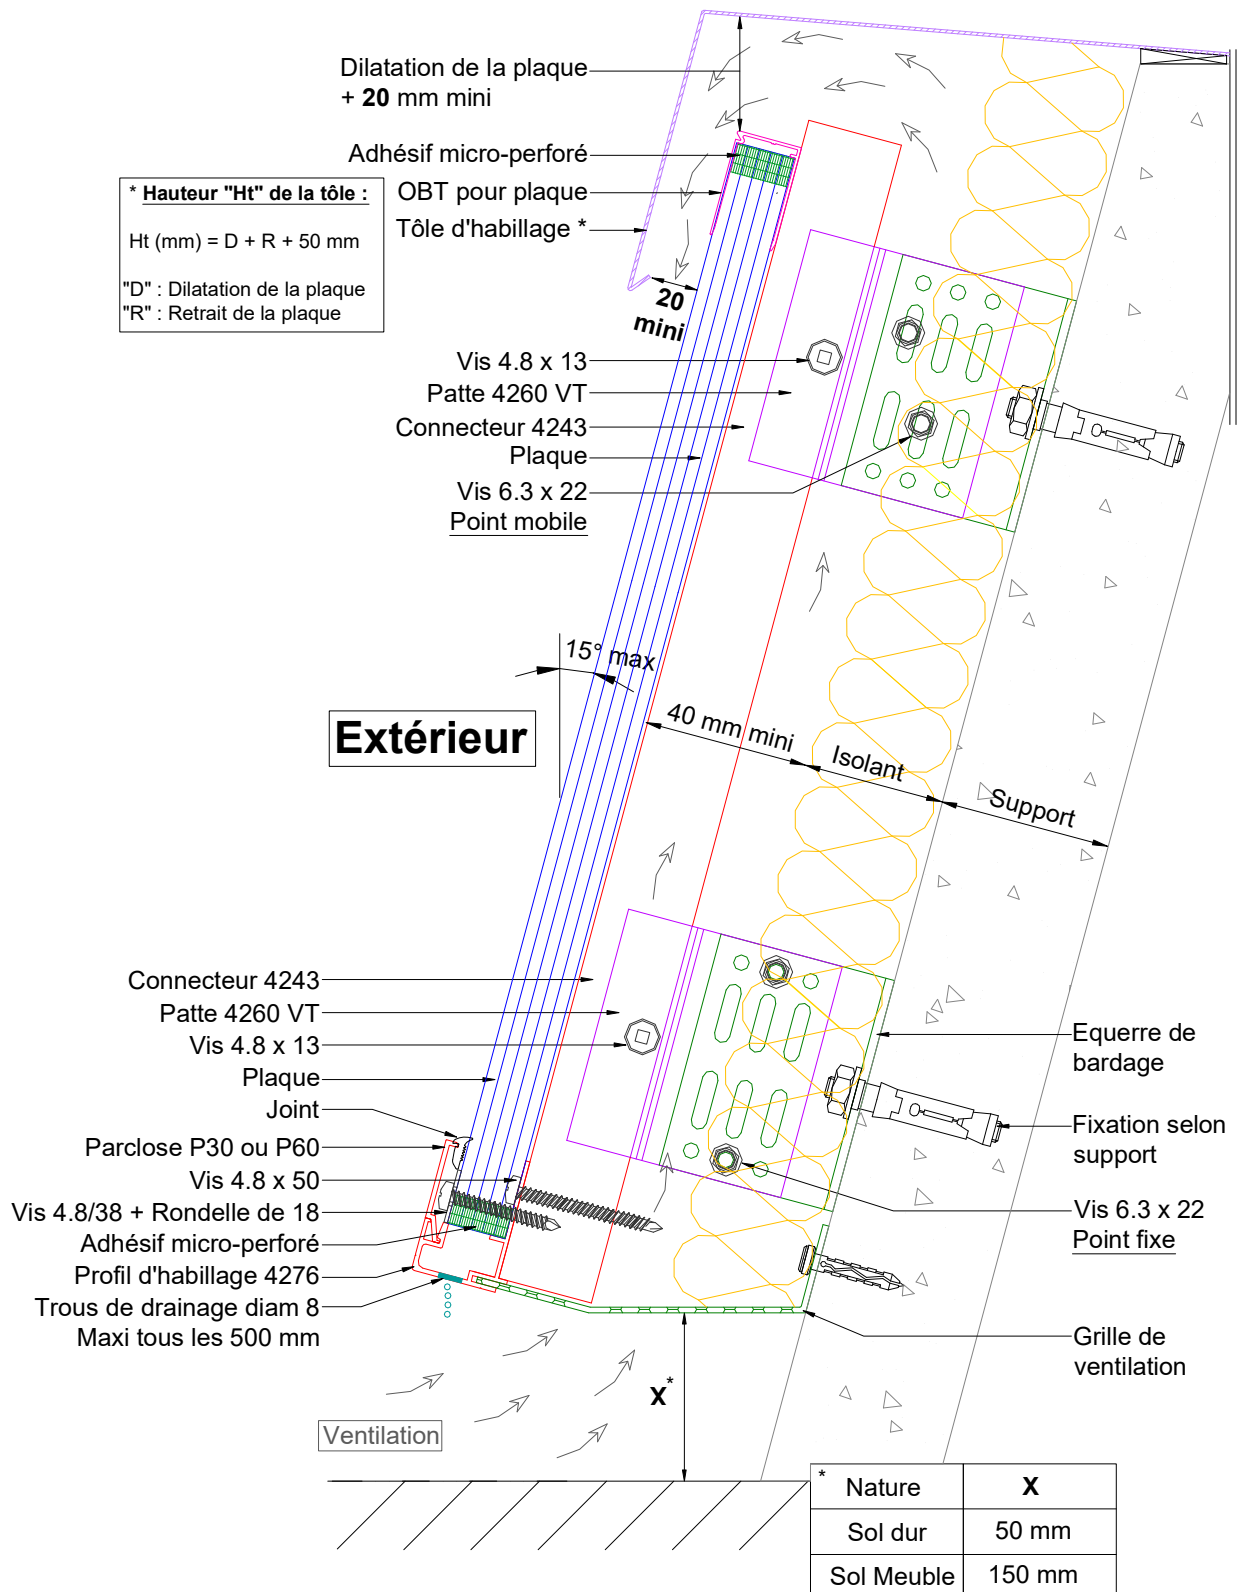 Dilatation de la plaque
+ 20 mm mini
Adhésif micro-perforé
OBT pour plaque
Tôle d'habillage *
* Hauteur "Ht" de la tôle :
Ht (mm) = D + R + 50 mm
"D" : Dilatation de la plaque
"R" : Retrait de la plaque
20
mini
Vis 4.8 x 13
Patte 4260 VT
Connecteur 4243
Plaque
Vis 6.3 x 22
Point mobile
15° max
Extérieur
40 mm mini
Isolant
Support
Connecteur 4243
Patte 4260 VT
Vis 4.8 x 13
Plaque
Joint
Parclose P30 ou P60
Vis 4.8 x 50
Vis 4.8/38 + Rondelle de 18
Adhésif micro-perforé
Profil d'habillage 4276
Trous de drainage diam 8
Maxi tous les 500 mm
Equerre de
bardage
Fixation selon
support
Vis 6.3 x 22
Point fixe
Grille de
ventilation
X*
Ventilation
* Nature X
Sol dur 50 mm
Sol Meuble 150 mm